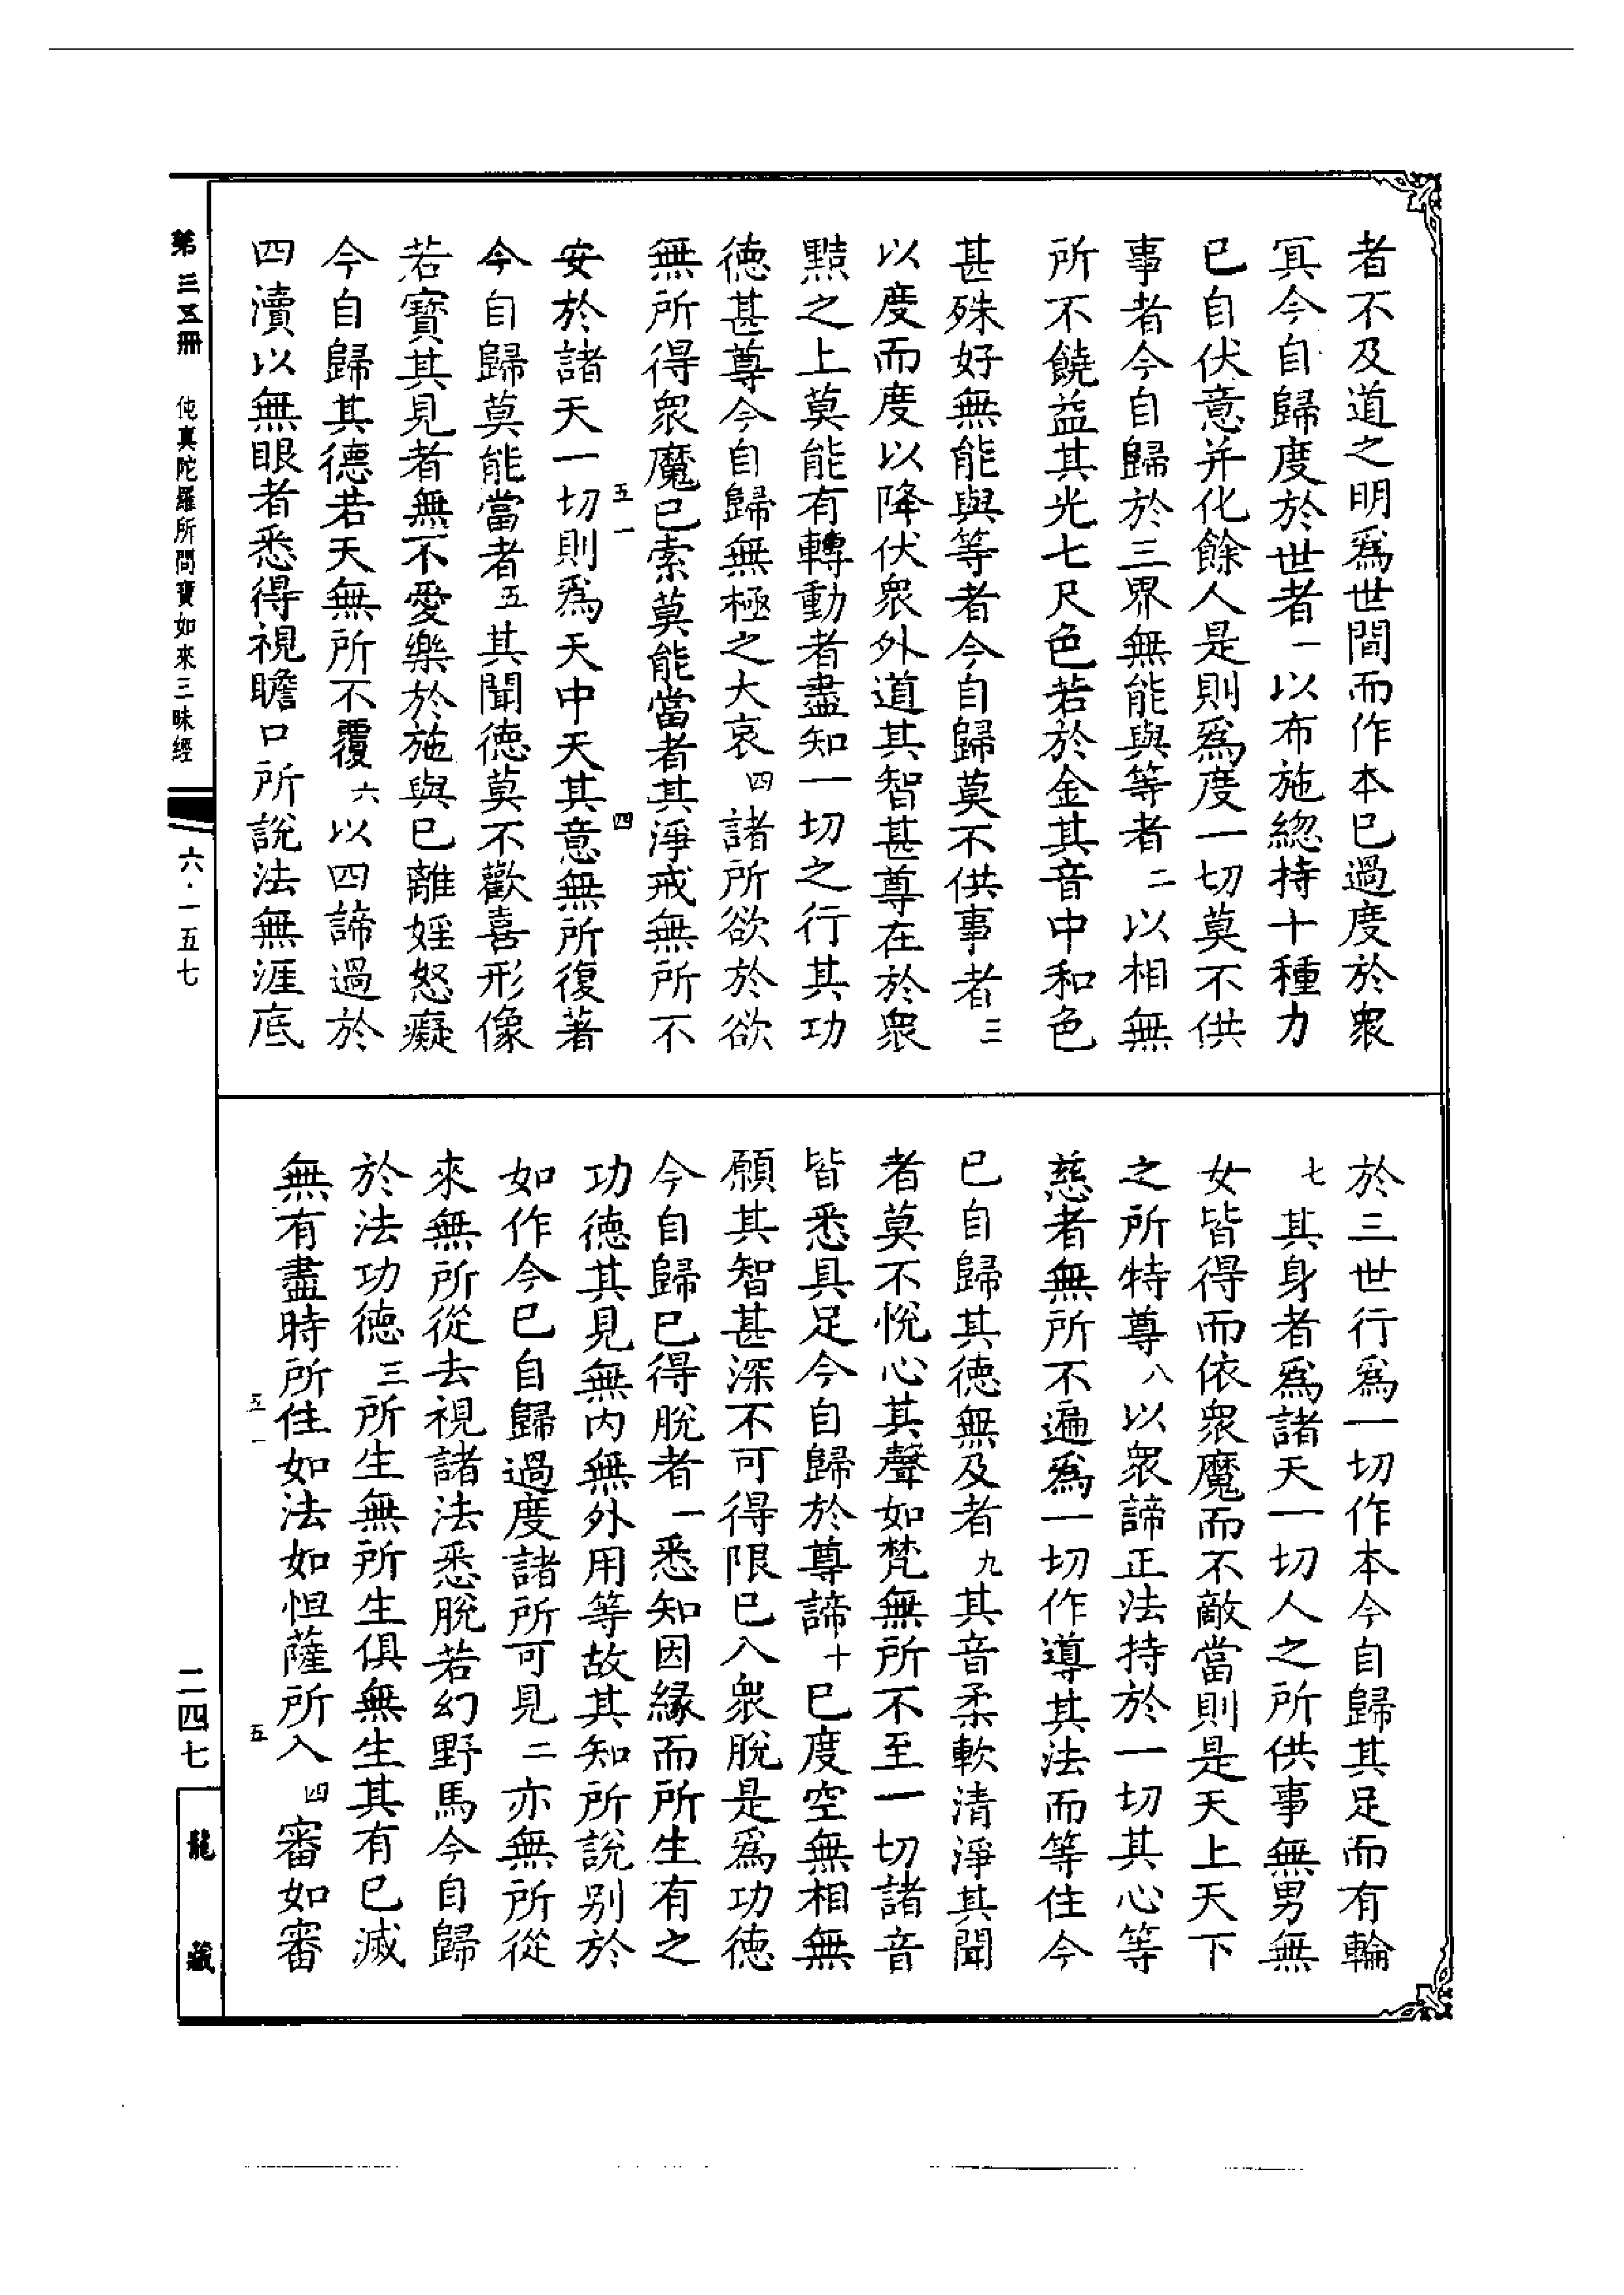 者不及道之明爲世間而作本已過度於衆
冥今自歸度於世者一以布施總持十種力
已自伏意并化餘人是則爲度一切莫不供
事者今自歸於三界無能與等者二以相無
所不饒益其光七尺色若於金其音中和色
甚殊好無能與等者今自歸莫不供事者三
以度而度以降伏衆外道其智甚尊在於衆
黠之上莫能有轉動者盡知一切之行其功
德甚尊今自歸無極之大哀四諸所欲於欲
無所得衆魔已索莫能當者其淨戒無所不
五一
四
安於諸天一切則爲天中天其意無所復著
今自歸莫能當者五其聞德莫不歡喜形像
若寶其見者無不愛樂於施與已離婬怒癡
今自歸其德若天無所不覆六以四諦過於
四瀆以無眼者悉得視瞻口所說法無涯底
於三世行爲一切作本今自歸其足而有輪
七其身者爲諸天一切人之所供事無男無
女皆得而依衆魔而不敵當則是天上天下
之所特尊八以衆諦正法持於一切其心等
慈者無所不遍爲一切作導其法而等住今
已自歸其德無及者九其音柔軟清淨其聞
者莫不悅心其聲如梵無所不至一切諸音
皆悉具足今自歸於尊諦十已度空無相無
願其智甚深不可得限已入衆脫是爲功德
今自歸已得脫者一悉知因緣而所生有之
功德其見無內無外用等故其知所說別於
如作今已自歸過度諸所可見二亦無所從
來無所從去視諸法悉脫若幻野馬今自歸
於法功德三所生無所生俱無生其有已滅
無有盡時所住如法如怛薩所入四審如審
五一
五
第三五冊
伅真陀羅所問寶如來三昧經
六·一五七
二四七
龍藏